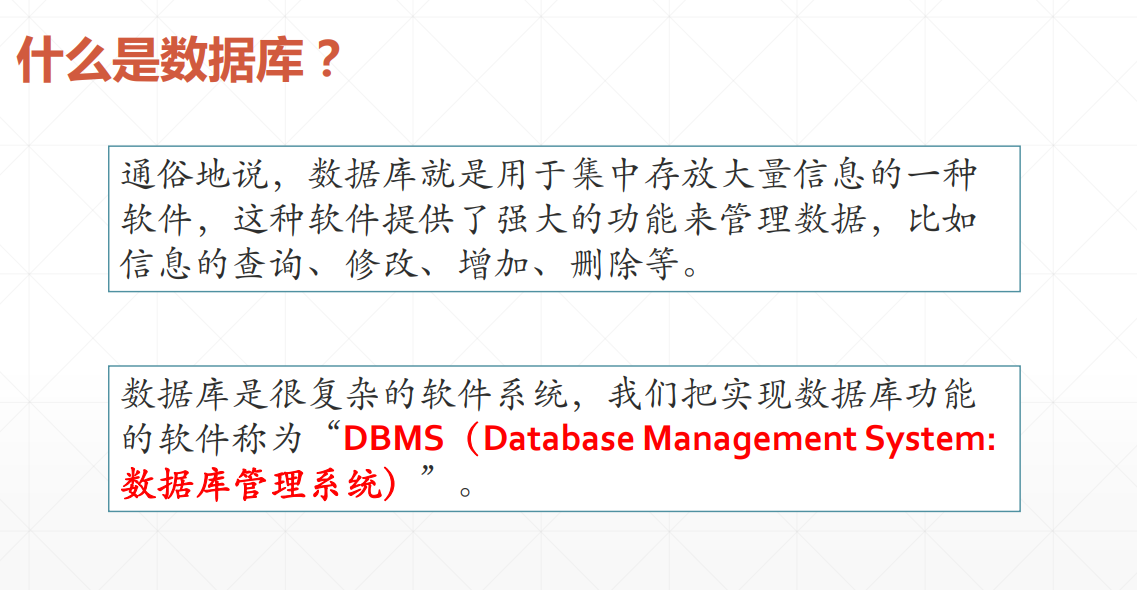 什么是数据库？
通俗地说，数据库就是用于集中存放大量信息的一种
软件，这种软件提供了强大的功能来管理数据，比如
信息的查询、修改、增加、删除等。
数据库是很复杂的软件系统，我们把实现数据库功能
的软件称为“DBMS（Database Management System:
数据库管理系统)”。